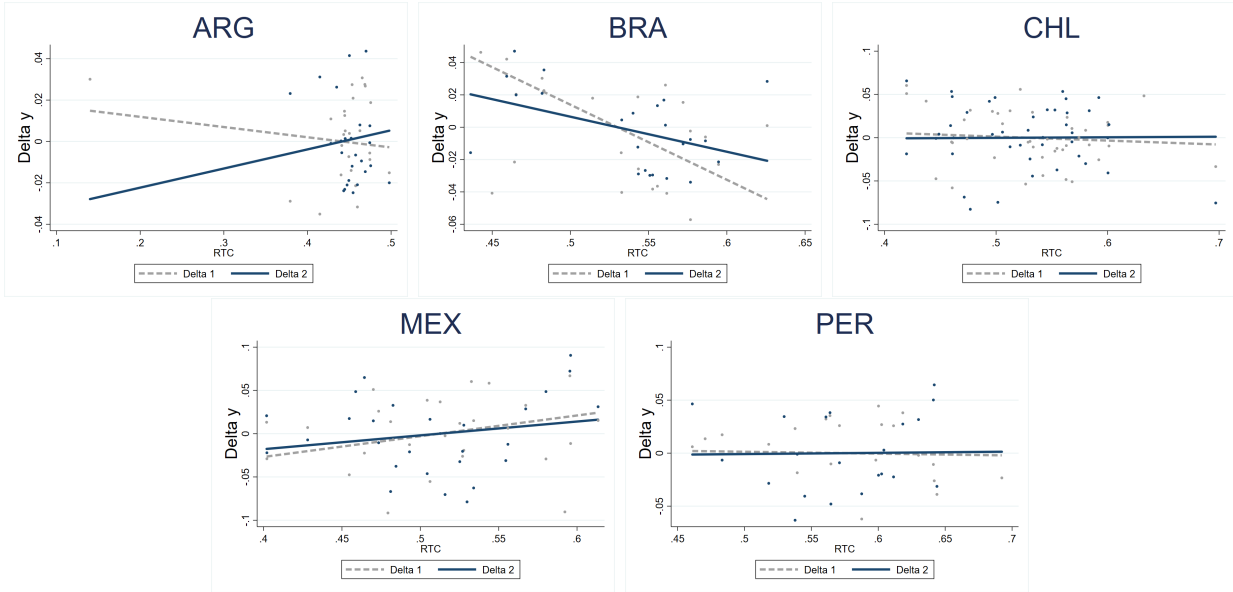 ARG
Delta y
.04
.02
0
-.02
-.04
.1
.2
.3
.4
.5
RTC
Delta 1
Delta 2
BRA
Delta y
.04
.02
0
-.02
-.04
-.06
.45
.5
.55
.6
.65
RTC
Delta 1
Delta 2
CHL
Delta y
.1
.05
0
-.05
-.1
.4
.5
.6
.7
RTC
Delta 1
Delta 2
MEX
Delta y
.1
.05
0
-.05
-.1
.4
.45
.5
.55
.6
RTC
Delta 1
Delta 2
PER
Delta y
.1
.05
0
-.05
.45
.5
.55
.6
.65
.7
RTC
Delta 1
Delta 2